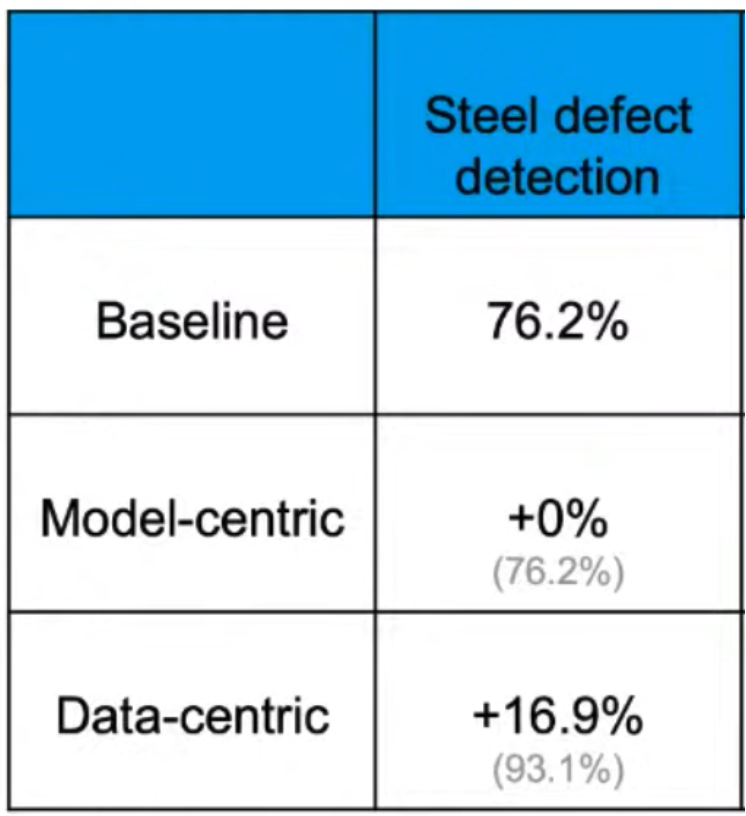 Steel defect
detection
Baseline
76.2%
Model-centric
+0%
(76.2%)
Data-centric
+16.9%
(93.1%)